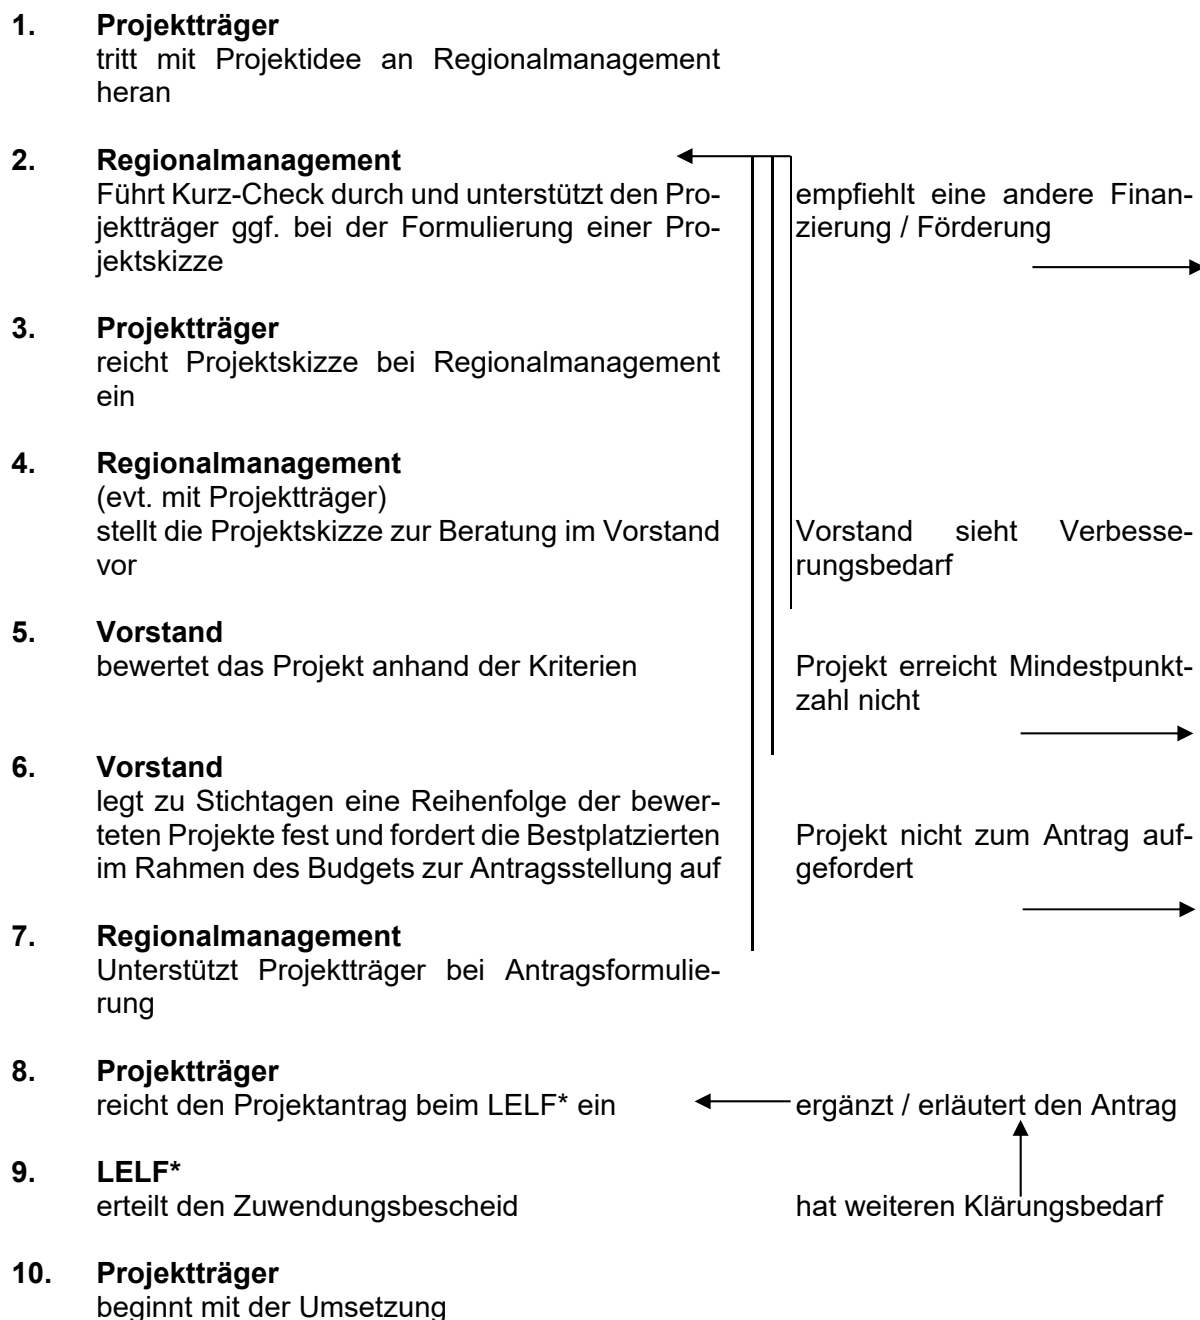 1. Projektträger
tritt mit Projektidee an Regionalmanagement
heran
2. Regionalmanagement
Führt Kurz-Check durch und unterstützt den Pro-
jektträger ggf. bei der Formulierung einer Pro-
jektskizze
empfiehlt eine andere Finan-
zierung / Förderung
3. Projektträger
reicht Projektskizze bei Regionalmanagement
ein
4. Regionalmanagement
(evt. mit Projektträger)
stellt die Projektskizze zur Beratung im Vorstand
vor
Vorstand sieht Verbesse-
rungsbedarf
5. Vorstand
bewertet das Projekt anhand der Kriterien
Projekt erreicht Mindestpunkt-
zahl nicht
6. Vorstand
legt zu Stichtagen eine Reihenfolge der bewer-
teten Projekte fest und fordert die Bestplatzierten
im Rahmen des Budgets zur Antragsstellung auf
Projekt nicht zum Antrag auf-
gefordert
7. Regionalmanagement
Unterstützt Projektträger bei Antragsformulie-
rung
8. Projektträger
reicht den Projektantrag beim LELF* ein
ergänzt / erläutert den Antrag
9. LELF*
erteilt den Zuwendungsbescheid
hat weiteren Klärungsbedarf
10. Projektträger
beginnt mit der Umsetzung